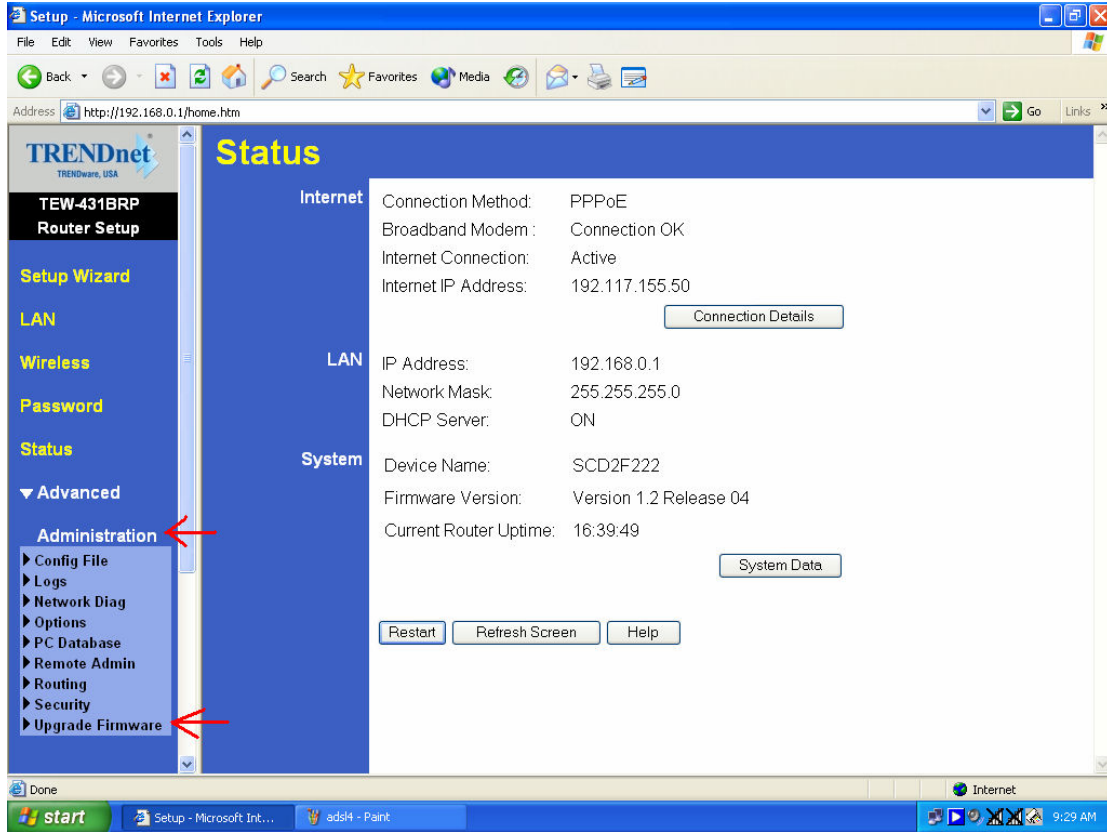 Setup - Microsoft Internet Explorer
File Edit View Favorites Tools Help
Back Search Favorites Media
Address http://192.168.0.1/home.htm Go Links »
TRENDnet
TRENDware, USA
TEW-431BRP
Router Setup
Setup Wizard
LAN
Wireless
Password
Status
Advanced
Administration
Config File
Logs
Network Diag
Options
PC Database
Remote Admin
Routing
Security
Upgrade Firmware
Status
Internet
Connection Method: PPPoE
Broadband Modem : Connection OK
Internet Connection: Active
Internet IP Address: 192.117.155.50
Connection Details
LAN
IP Address: 192.168.0.1
Network Mask: 255.255.255.0
DHCP Server: ON
System
Device Name: SCD2F222
Firmware Version: Version 1.2 Release 04
Current Router Uptime: 16:39:49
System Data
Restart Refresh Screen Help
Done Internet
start Setup - Microsoft Int... adsl4 - Paint 9:29 AM